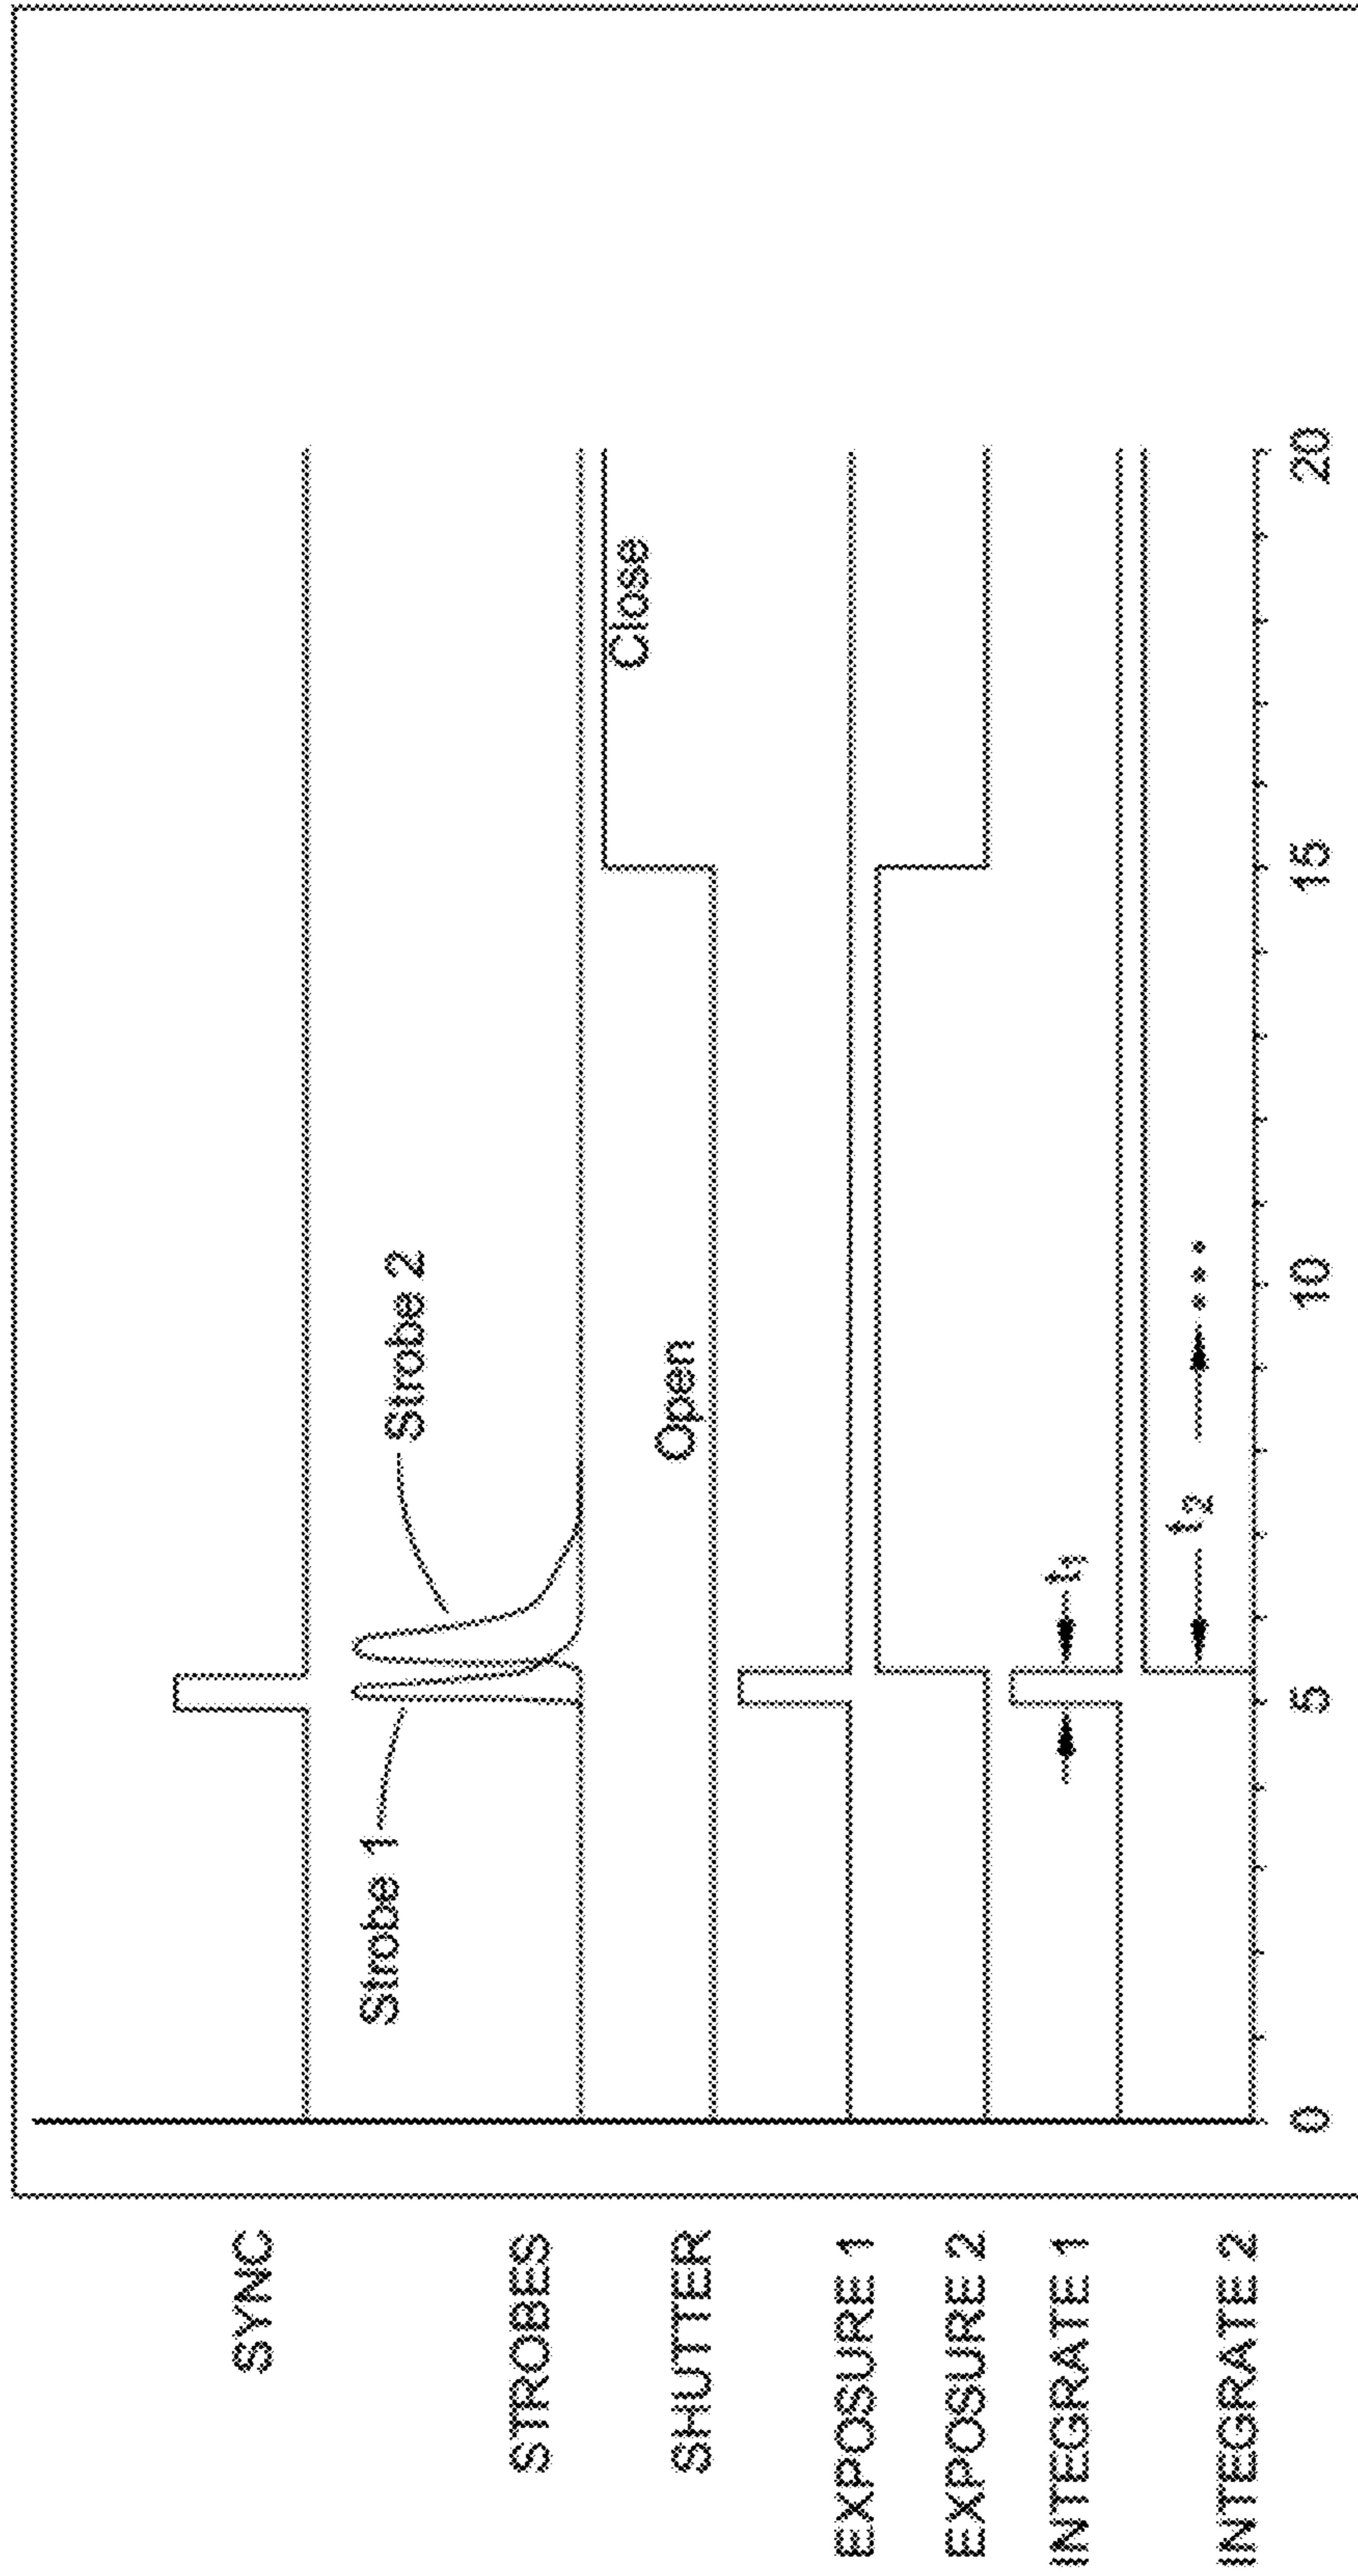 SYNC
Strobe 1
Strobe 2
STROBES
Close
SHUTTER
Open
EXPOSURE 1
EXPOSURE 2
INTEGRATE 1
t₁
INTEGRATE 2
t₂
0 5 10 15 20